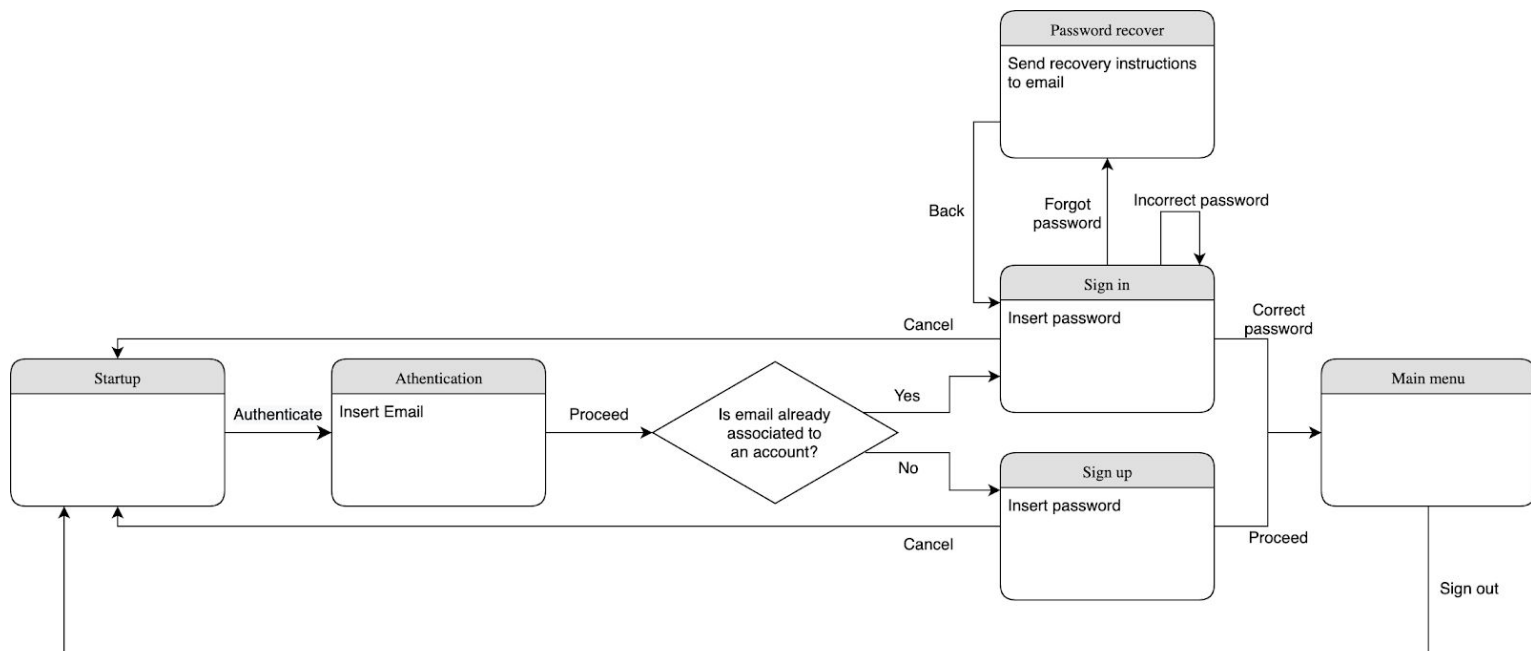 Password recover
Send recovery instructions
to email
Back
Forgot
password
Incorrect password
Sign in
Insert password
Cancel
Correct
password
Startup
Authenticate
Athentication
Insert Email
Proceed
Is email already
associated to
an account?
Yes
No
Main menu
Sign up
Insert password
Cancel
Proceed
Sign out